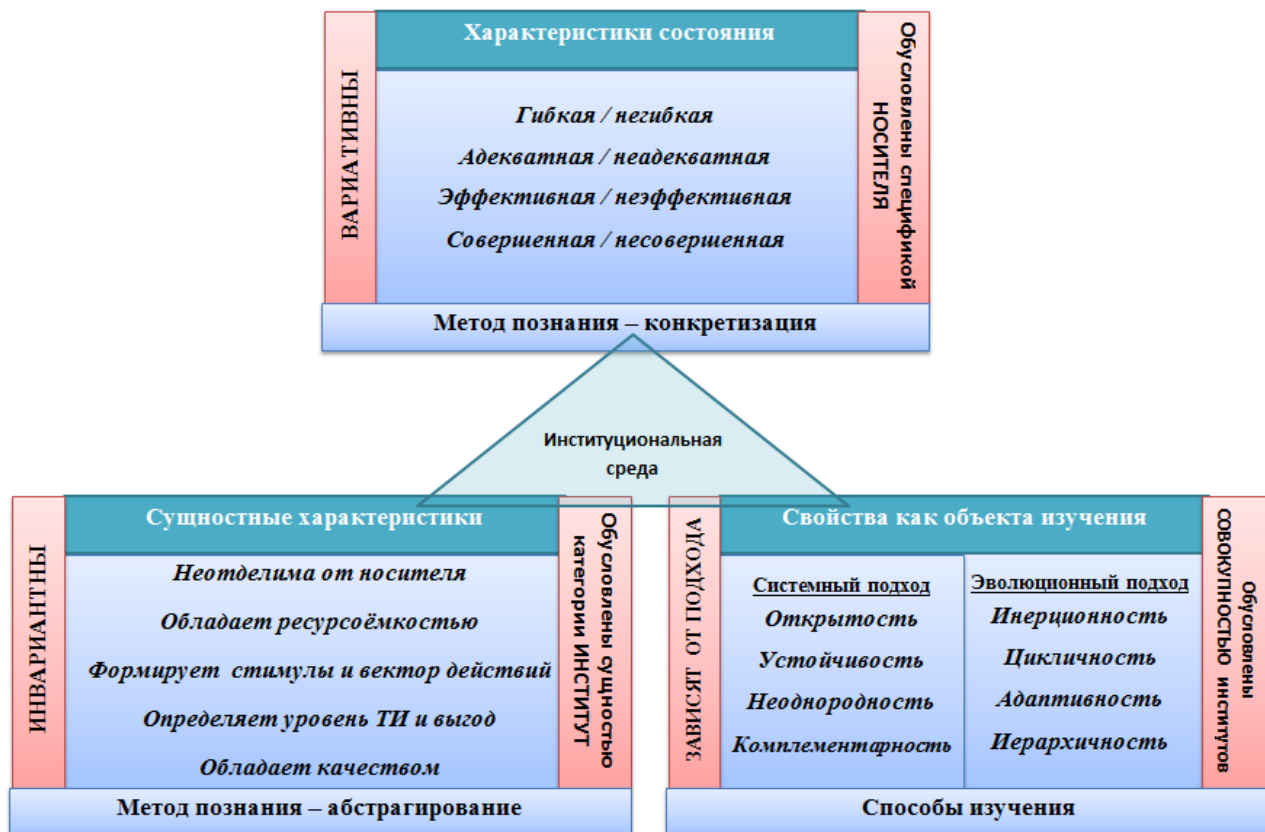 Характеристики состояния
ВАРИАТИВНЫ
Гибкая / негибкая
Адекватная / неадекватная
Эффективная / неэффективная
Совершенная / несовершенная
Обусловлены спецификой
НОСИТЕЛЯ
Метод познания – конкретизация
Институциональная
среда
ИНВАРИАНТНЫ
Сущностные характеристики
Неотделима от носителя
Обладает ресурсоёмкостью
Формирует стимулы и вектор действий
Определяет уровень ТИ и выгод
Обладает качеством
Обусловлены сущностью
категории ИНСТИТУТ
Метод познания – абстрагирование
ЗАВИСЯТ ОТ ПОДХОДА
Свойства как объекта изучения
Системный подход
Открытость
Устойчивость
Неоднородность
Комплементарность
Эволюционный подход
Инерционность
Цикличность
Адаптивность
Иерархичность
Обусловлены
СОВОКУПНОСТЬЮ институтов
Способы изучения